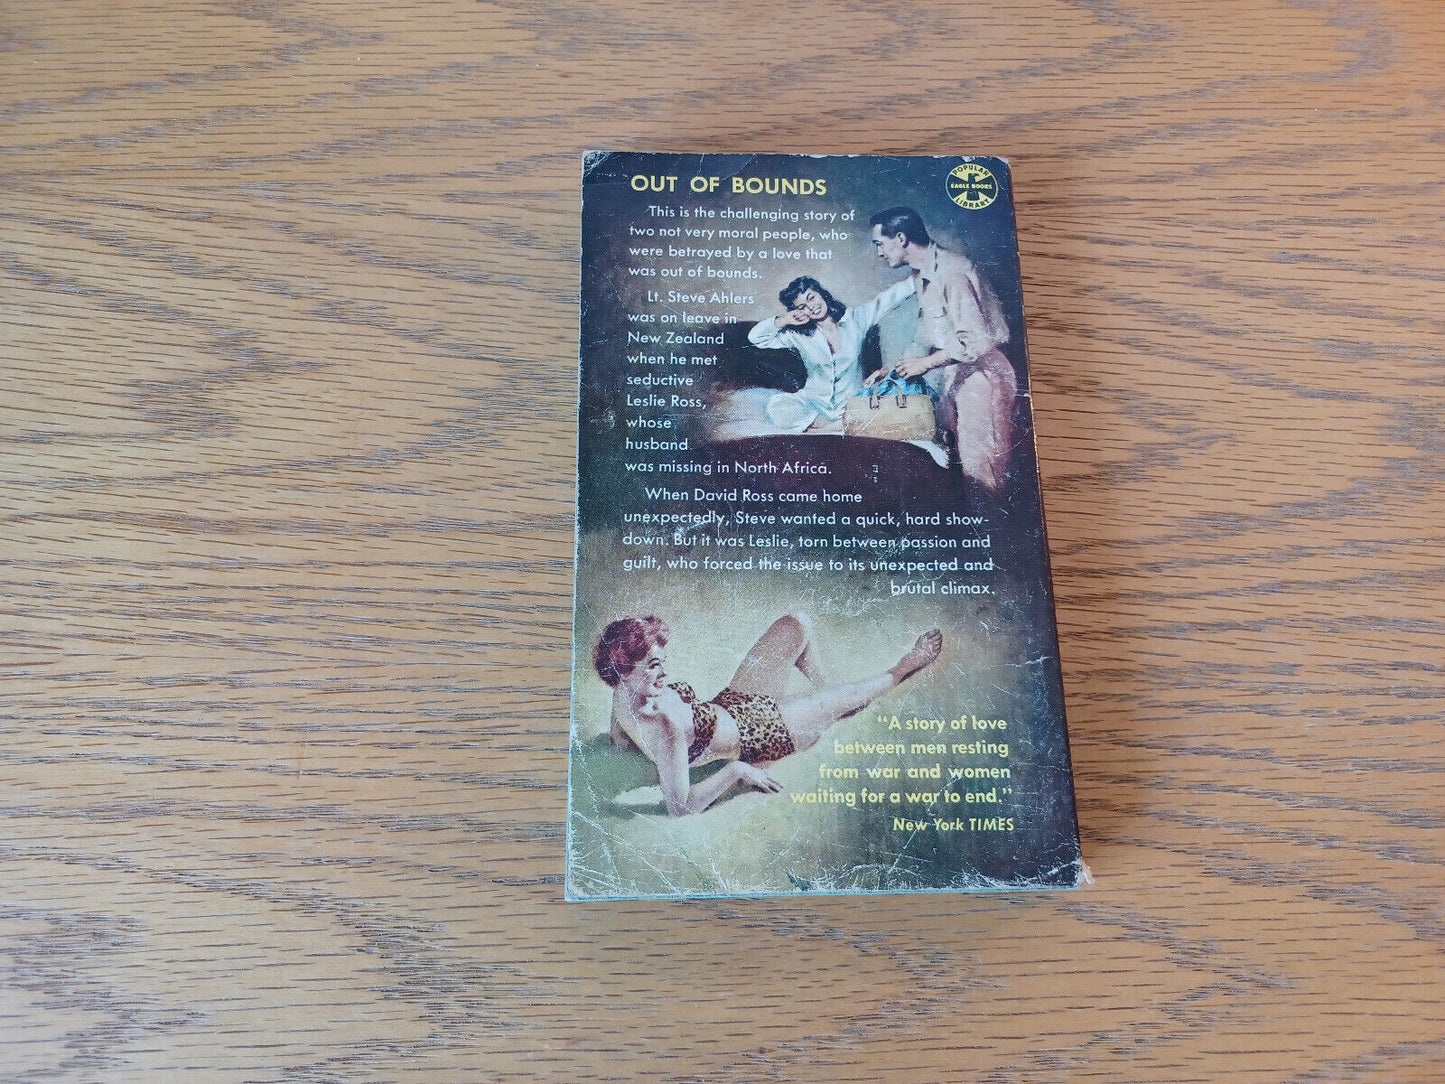 OUT OF BOUNDS
POPULAR
EAGLE BOOKS
LIBRARY
This is the challenging story of
two not very moral people, who
were betrayed by a love that
was out of bounds.
Lt. Steve Ahlers
was on leave in
New Zealand
when he met
seductive
Leslie Ross,
whose
husband
was missing in North Africa.
When David Ross came home
unexpectedly, Steve wanted a quick, hard show-
down. But it was Leslie, torn between passion and
guilt, who forced the issue to its unexpected and
brutal climax.
"A story of love
between men resting
from war and women
waiting for a war to end."
New York TIMES